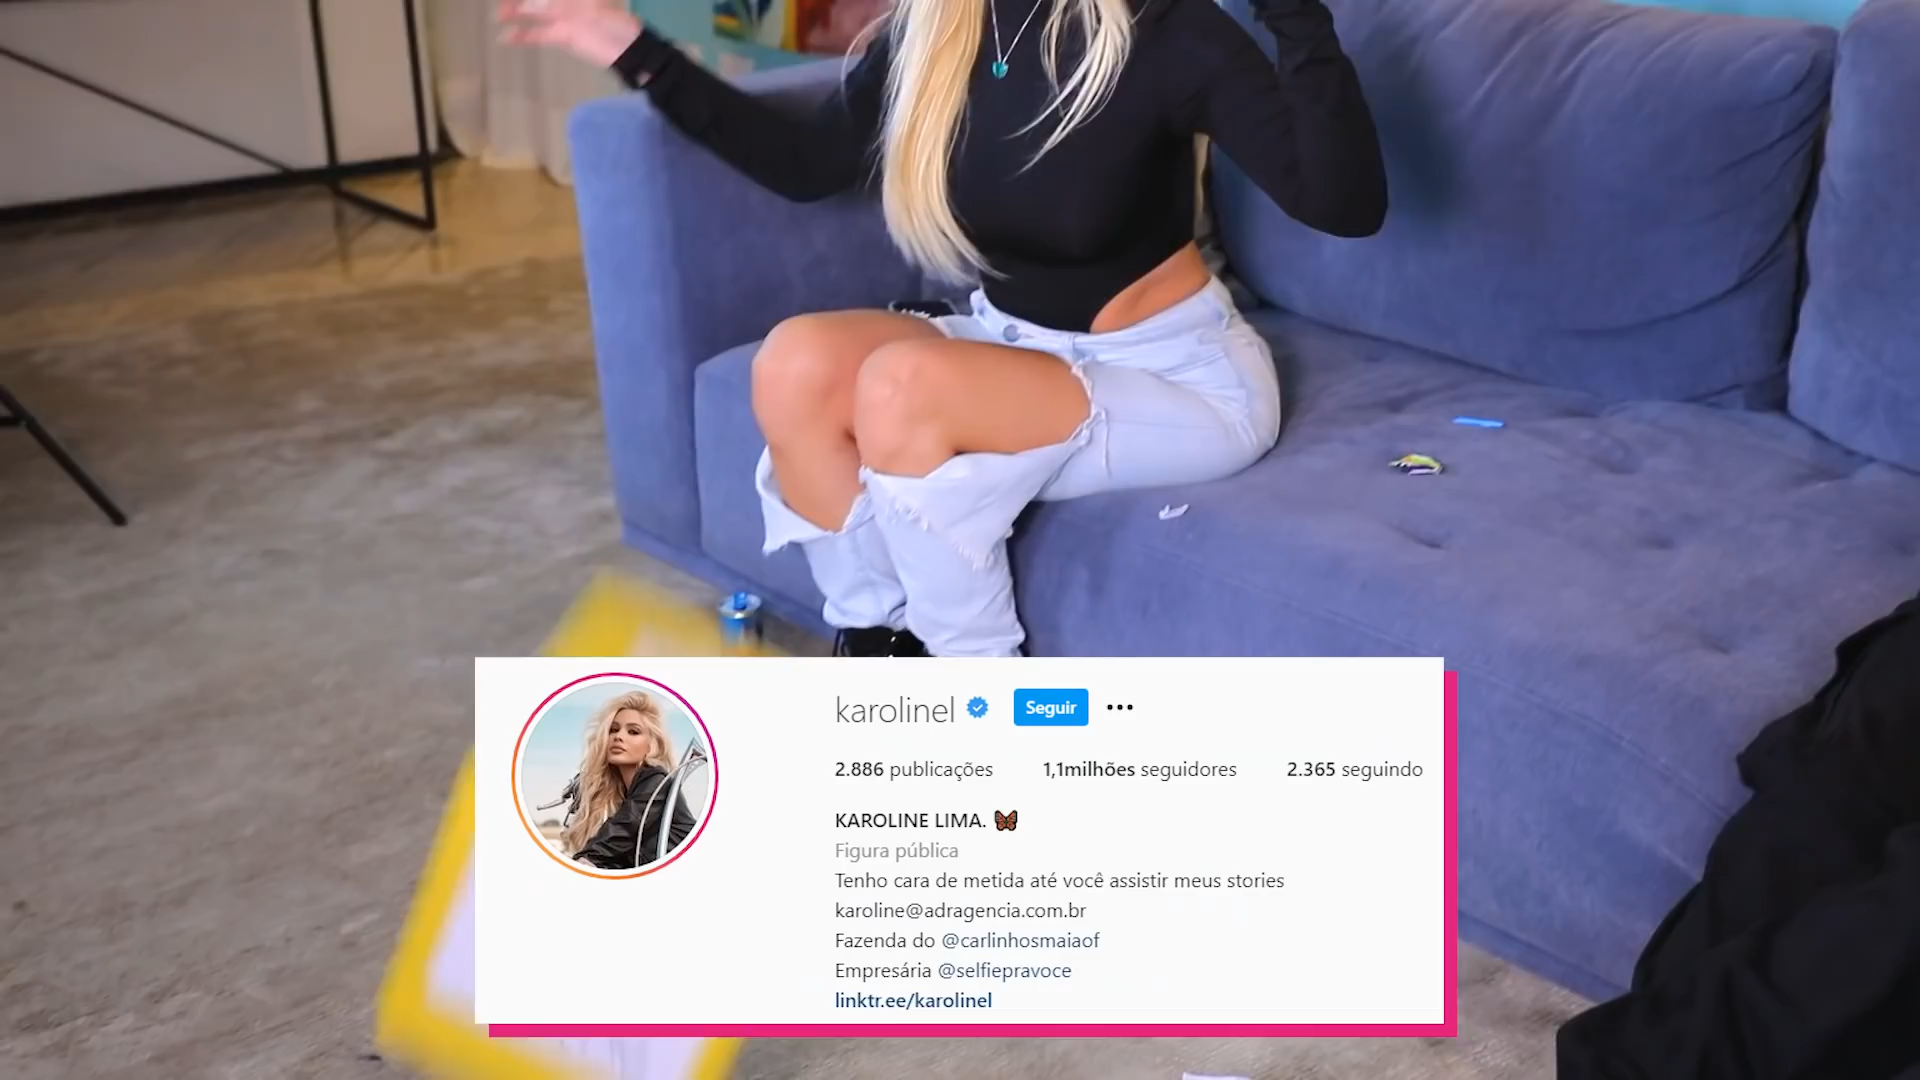 karolinel
Seguir
2.886 publicações 1,1milhões seguidores 2.365 seguindo
KAROLINE LIMA.
Figura pública
Tenho cara de metida até você assistir meus stories
karoline@adragencia.com.br
Fazenda do @carlinhosmaiaof
Empresária @selfiepravoce
linktr.ee/karolinel